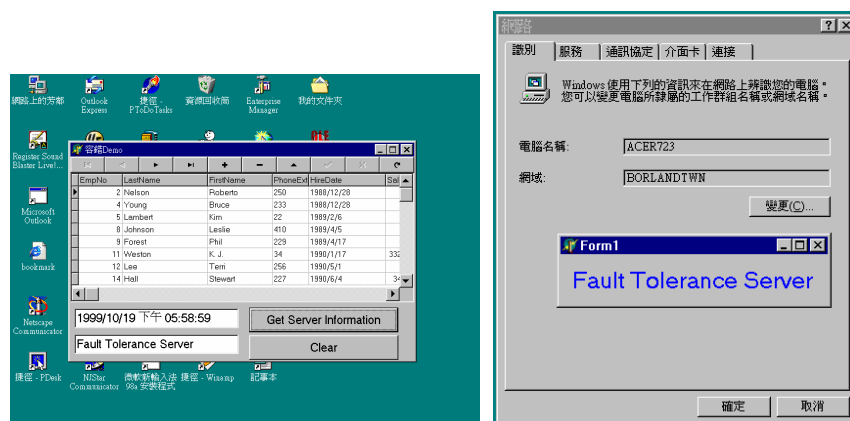 網路上的芳鄰
Outlook
Express
捷徑 -
PToDoTasks
資源回收筒
Enterprise
Manager
我的文件夾
Register Sound
Blaster Live!...
Microsoft
Outlook
bookmark
Netscape
Communicator
捷徑 - PDesk
NJStar
Communicator
微軟新輸入法
98a 安裝程式
捷徑 - Winamp
記事本
容錯Demo
EmpNo LastName FirstName PhoneExt HireDate Sal
2 Nelson Roberto 250 1988/12/28
4 Young Bruce 233 1988/12/28
5 Lambert Kim 22 1989/2/6
8 Johnson Leslie 410 1989/4/5
9 Forest Phil 229 1989/4/17
11 Weston K. J. 34 1990/1/17 332
12 Lee Terri 256 1990/5/1
14 Hall Stewart 227 1990/6/4 34
1999/10/19 下午 05:58:59
Get Server Information
Fault Tolerance Server
Clear
網路
識別 服務 通訊協定 介面卡 連接
Windows 使用下列的資訊來在網路上辨識您的電腦。
您可以變更電腦所隸屬的工作群組名稱或網域名稱。
電腦名稱: ACER723
網域: BORLANDTWN
變更(C)...
Form1
Fault Tolerance Server
確定 取消